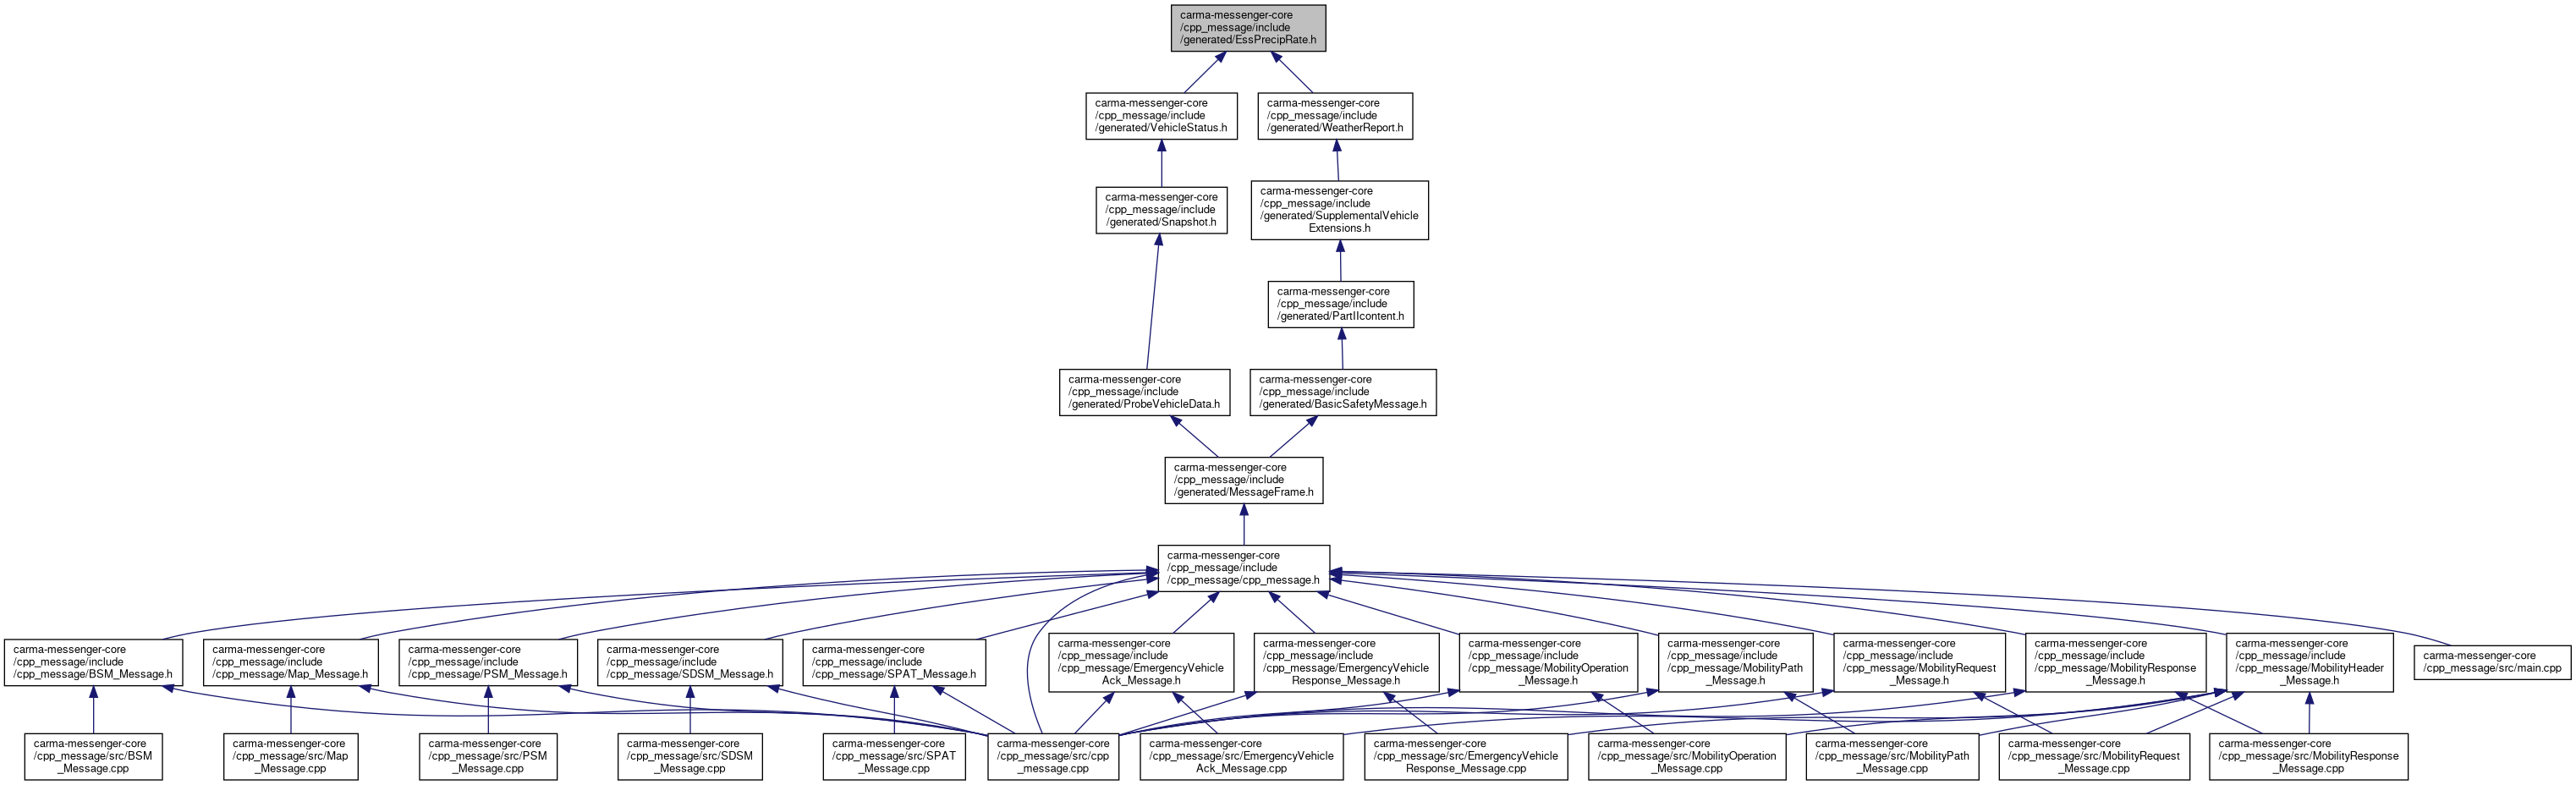 carma-messenger-core
/cpp_message/include
/generated/EssPrecipRate.h
carma-messenger-core
/cpp_message/include
/generated/VehicleStatus.h
carma-messenger-core
/cpp_message/include
/generated/WeatherReport.h
carma-messenger-core
/cpp_message/include
/generated/Snapshot.h
carma-messenger-core
/cpp_message/include
/generated/SupplementalVehicle
Extensions.h
carma-messenger-core
/cpp_message/include
/generated/PartIIcontent.h
carma-messenger-core
/cpp_message/include
/generated/ProbeVehicleData.h
carma-messenger-core
/cpp_message/include
/generated/BasicSafetyMessage.h
carma-messenger-core
/cpp_message/include
/generated/MessageFrame.h
carma-messenger-core
/cpp_message/include
/cpp_message/cpp_message.h
carma-messenger-core
/cpp_message/include
/cpp_message/BSM_Message.h
carma-messenger-core
/cpp_message/include
/cpp_message/Map_Message.h
carma-messenger-core
/cpp_message/include
/cpp_message/PSM_Message.h
carma-messenger-core
/cpp_message/include
/cpp_message/SDSM_Message.h
carma-messenger-core
/cpp_message/include
/cpp_message/SPAT_Message.h
carma-messenger-core
/cpp_message/include
/cpp_message/EmergencyVehicle
Ack_Message.h
carma-messenger-core
/cpp_message/include
/cpp_message/EmergencyVehicle
Response_Message.h
carma-messenger-core
/cpp_message/include
/cpp_message/MobilityOperation
_Message.h
carma-messenger-core
/cpp_message/include
/cpp_message/MobilityPath
_Message.h
carma-messenger-core
/cpp_message/include
/cpp_message/MobilityRequest
_Message.h
carma-messenger-core
/cpp_message/include
/cpp_message/MobilityResponse
_Message.h
carma-messenger-core
/cpp_message/include
/cpp_message/MobilityHeader
_Message.h
carma-messenger-core
/cpp_message/src/main.cpp
carma-messenger-core
/cpp_message/src/BSM
_Message.cpp
carma-messenger-core
/cpp_message/src/Map
_Message.cpp
carma-messenger-core
/cpp_message/src/PSM
_Message.cpp
carma-messenger-core
/cpp_message/src/SDSM
_Message.cpp
carma-messenger-core
/cpp_message/src/SPAT
_Message.cpp
carma-messenger-core
/cpp_message/src/cpp
_message.cpp
carma-messenger-core
/cpp_message/src/EmergencyVehicle
Ack_Message.cpp
carma-messenger-core
/cpp_message/src/EmergencyVehicle
Response_Message.cpp
carma-messenger-core
/cpp_message/src/MobilityOperation
_Message.cpp
carma-messenger-core
/cpp_message/src/MobilityPath
_Message.cpp
carma-messenger-core
/cpp_message/src/MobilityRequest
_Message.cpp
carma-messenger-core
/cpp_message/src/MobilityResponse
_Message.cpp